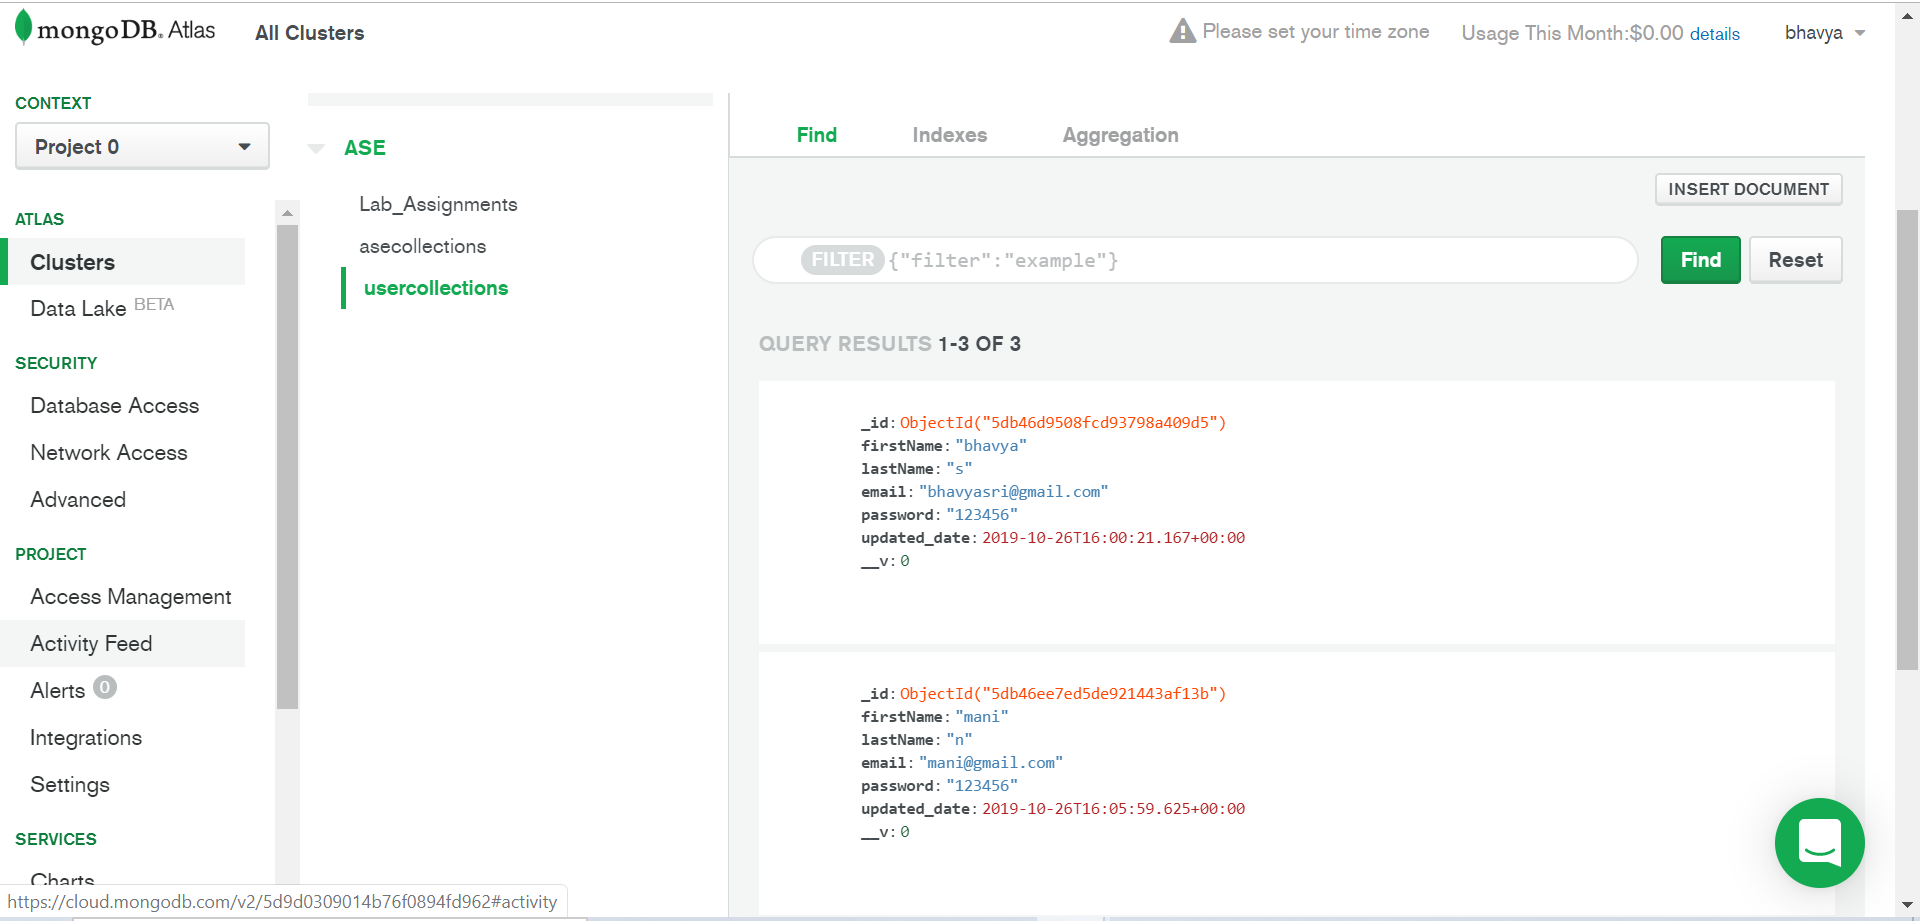 mongoDB. Atlas
All Clusters
Please set your time zone
Usage This Month:$0.00 details
bhavya
CONTEXT
Project 0
ATLAS
Clusters
Data Lake BETA
SECURITY
Database Access
Network Access
Advanced
PROJECT
Access Management
Activity Feed
Alerts 0
Integrations
Settings
SERVICES
Charts
https://cloud.mongodb.com/v2/5d9d0309014b76f0894fd962#activity
ASE
Lab_Assignments
asecollections
usercollections
Find
Indexes
Aggregation
INSERT DOCUMENT
FILTER {"filter":"example"}
Find
Reset
QUERY RESULTS 1-3 OF 3
_id: ObjectId("5db46d9508fcd93798a409d5")
firstName: "bhavya"
lastName: "s"
email: "bhavyasri@gmail.com"
password: "123456"
updated_date: 2019-10-26T16:00:21.167+00:00
__v: 0
_id: ObjectId("5db46ee7ed5de921443af13b")
firstName: "mani"
lastName: "n"
email: "mani@gmail.com"
password: "123456"
updated_date: 2019-10-26T16:05:59.625+00:00
__v: 0